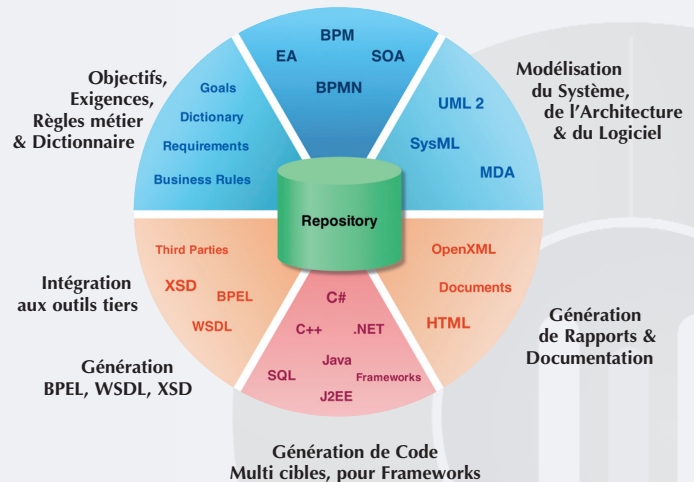 BPM
EA SOA
BPMN
Objectifs,
Exigences,
Règles métier
& Dictionnaire
Goals
Dictionary
Requirements
Business Rules
Modélisation
du Système,
de l'Architecture
& du Logiciel
UML 2
SysML
MDA
Repository
Intégration
aux outils tiers
Génération
BPEL, WSDL, XSD
Third Parties
XSD
BPEL
WSDL
C#
C++ .NET
Java
SQL Frameworks
J2EE
OpenXML
Documents
HTML
Génération
de Rapports &
Documentation
Génération de Code
Multi cibles, pour Frameworks